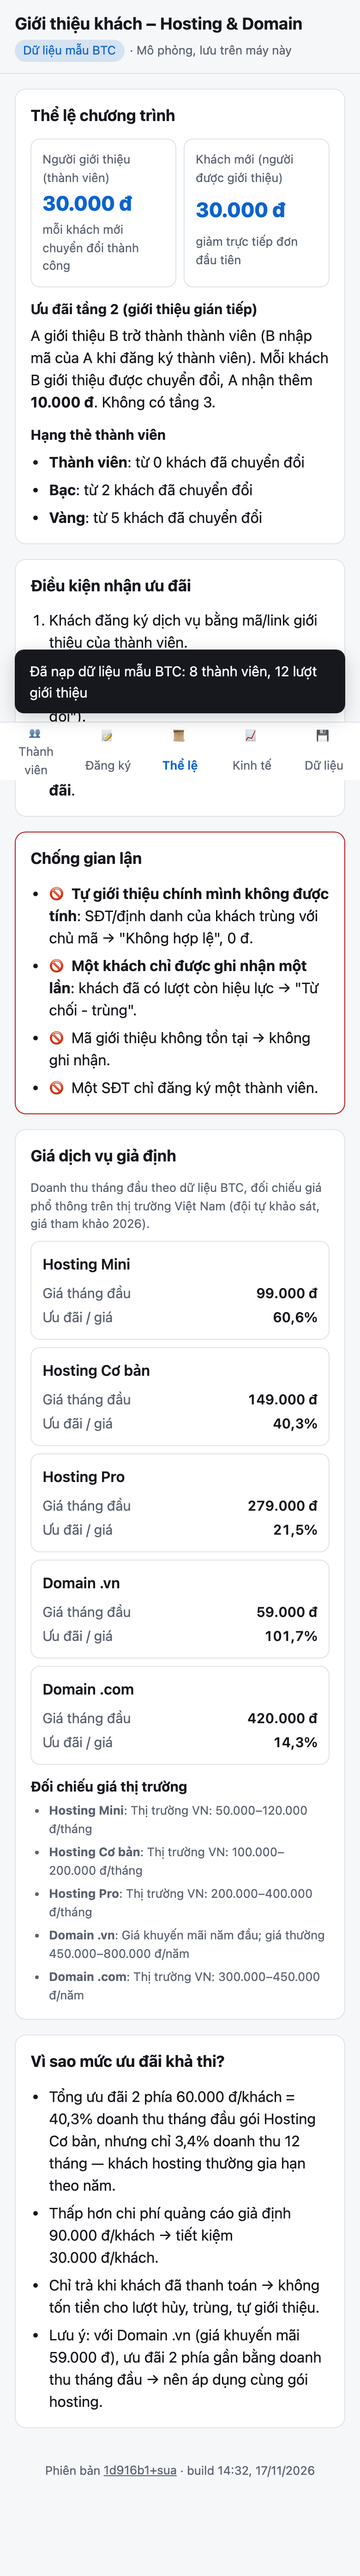 Giới thiệu khách – Hosting & Domain
Dữ liệu mẫu BTC · Mô phỏng, lưu trên máy này
Thể lệ chương trình
Người giới thiệu
(thành viên)
30.000 đ
mỗi khách mới
chuyển đổi thành
công
Khách mới (người
được giới thiệu)
30.000 đ
giảm trực tiếp đơn
đầu tiên
Ưu đãi tầng 2 (giới thiệu gián tiếp)
A giới thiệu B trở thành thành viên (B nhập
mã của A khi đăng ký thành viên). Mỗi khách
B giới thiệu được chuyển đổi, A nhận thêm
10.000 đ. Không có tầng 3.
Hạng thẻ thành viên
• Thành viên: từ 0 khách đã chuyển đổi
• Bạc: từ 2 khách đã chuyển đổi
• Vàng: từ 5 khách đã chuyển đổi
Điều kiện nhận ưu đãi
1. Khách đăng ký dịch vụ bằng mã/link giới
thiệu của thành viên.
Đã nạp dữ liệu mẫu BTC: 8 thành viên, 12 lượt
giới thiệu
đổi").
Thành
viên
Đăng ký
Thể lệ
Kinh tế
Dữ liệu
đãi.
Chống gian lận
• 🚫 Tự giới thiệu chính mình không được
tính: SĐT/định danh của khách trùng với
chủ mã → "Không hợp lệ", 0 đ.
• 🚫 Một khách chỉ được ghi nhận một
lần: khách đã có lượt còn hiệu lực → "Từ
chối - trùng".
• 🚫 Mã giới thiệu không tồn tại → không
ghi nhận.
• 🚫 Một SĐT chỉ đăng ký một thành viên.
Giá dịch vụ giả định
Doanh thu tháng đầu theo dữ liệu BTC, đối chiếu giá
phổ thông trên thị trường Việt Nam (đội tự khảo sát,
giá tham khảo 2026).
Hosting Mini
Giá tháng đầu 99.000 đ
Ưu đãi / giá 60,6%
Hosting Cơ bản
Giá tháng đầu 149.000 đ
Ưu đãi / giá 40,3%
Hosting Pro
Giá tháng đầu 279.000 đ
Ưu đãi / giá 21,5%
Domain .vn
Giá tháng đầu 59.000 đ
Ưu đãi / giá 101,7%
Domain .com
Giá tháng đầu 420.000 đ
Ưu đãi / giá 14,3%
Đối chiếu giá thị trường
• Hosting Mini: Thị trường VN: 50.000–120.000
đ/tháng
• Hosting Cơ bản: Thị trường VN: 100.000–
200.000 đ/tháng
• Hosting Pro: Thị trường VN: 200.000–400.000
đ/tháng
• Domain .vn: Giá khuyến mãi năm đầu; giá thường
450.000–800.000 đ/năm
• Domain .com: Thị trường VN: 300.000–450.000
đ/năm
Vì sao mức ưu đãi khả thi?
• Tổng ưu đãi 2 phía 60.000 đ/khách =
40,3% doanh thu tháng đầu gói Hosting
Cơ bản, nhưng chỉ 3,4% doanh thu 12
tháng — khách hosting thường gia hạn
theo năm.
• Thấp hơn chi phí quảng cáo giả định
90.000 đ/khách → tiết kiệm
30.000 đ/khách.
• Chỉ trả khi khách đã thanh toán → không
tốn tiền cho lượt hủy, trùng, tự giới thiệu.
• Lưu ý: với Domain .vn (giá khuyến mãi
59.000 đ), ưu đãi 2 phía gần bằng doanh
thu tháng đầu → nên áp dụng cùng gói
hosting.
Phiên bản 1d916b1+sua · build 14:32, 17/11/2026